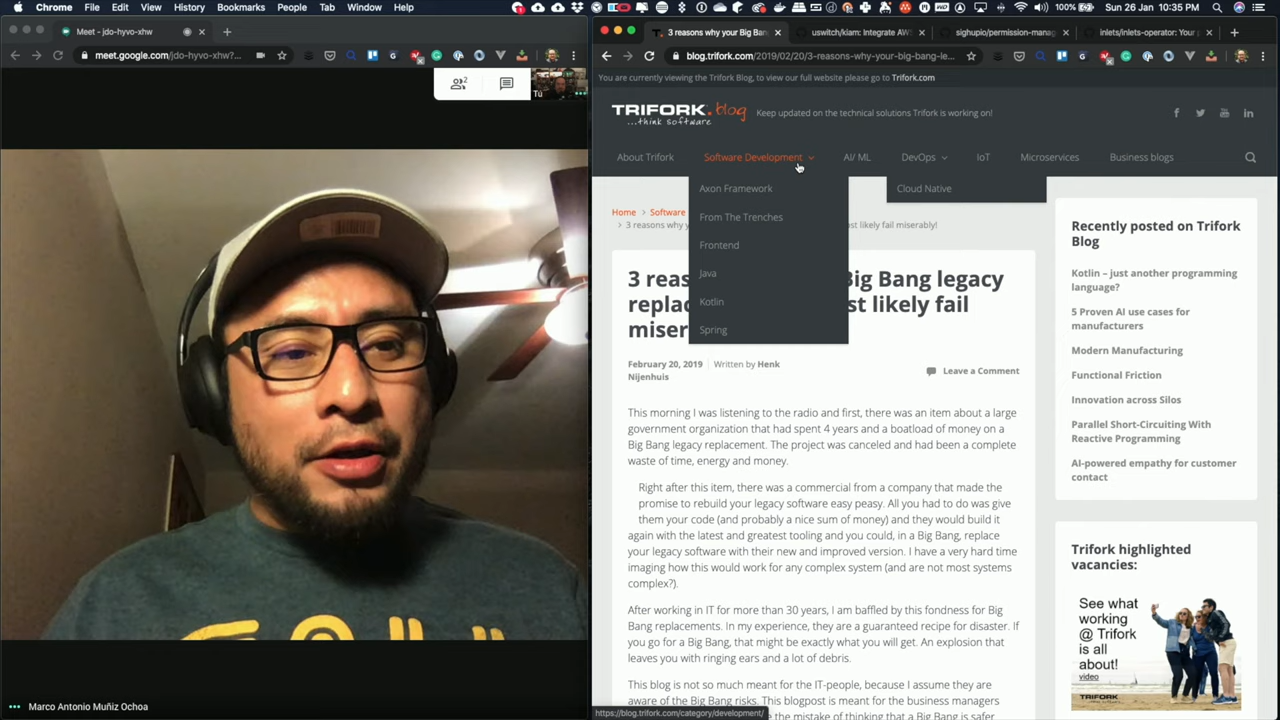 Chrome File Edit View History Bookmarks People Tab Window Help
100%
Sun 26 Jan 10:35 PM
Meet - jdo-hyvo-xhw
meet.google.com/jdo-hyvo-xhw
2
Tú
Marco Antonio Muñiz Ochoa
3 reasons why your Big Ban
uswitch/kiam: Integrate AW
sighupio/permission-mana
inlets/inlets-operator: Your
blog.trifork.com/2019/02/20/3-reasons-why-your-big-bang-le...
You are currently viewing the Trifork Blog, to view our full website please go to Trifork.com
TRIFORK.blog
...think software
Keep updated on the technical solutions Trifork is working on!
About Trifork
Software Development
AI/ ML
DevOps
IoT
Microservices
Business blogs
Axon Framework
From The Trenches
Frontend
Java
Kotlin
Spring
Cloud Native
Home > Software
> 3 reasons why y
st likely fail miserably!
3 reas
Big Bang legacy
replac
st likely fail
miser
February 20, 2019 | Written by Henk
Nijenhuis
Leave a Comment
This morning I was listening to the radio and first, there was an item about a large
government organization that had spent 4 years and a boatload of money on a
Big Bang legacy replacement. The project was canceled and had been a complete
waste of time, energy and money.
Right after this item, there was a commercial from a company that made the
promise to rebuild your legacy software easy peasy. All you had to do was give
them your code (and probably a nice sum of money) and they would build it
again with the latest and greatest tooling and you could, in a Big Bang, replace
your legacy software with their new and improved version. I have a very hard time
imaging how this would work for any complex system (and are not most systems
complex?).
After working in IT for more than 30 years, I am baffled by this fondness for Big
Bang replacements. In my experience, they are a guaranteed recipe for disaster. If
you go for a Big Bang, that might be exactly what you will get. An explosion that
leaves you with ringing ears and a lot of debris.
This blog is not so much meant for the IT-people, because I assume they are
aware of the Big Bang risks. This blogpost is meant for the business managers
the mistake of thinking that a Big Bang is safer
https://blog.trifork.com/category/development/
Recently posted on Trifork
Blog
Kotlin – just another programming
language?
5 Proven AI use cases for
manufacturers
Modern Manufacturing
Functional Friction
Innovation across Silos
Parallel Short-Circuiting With
Reactive Programming
AI-powered empathy for customer
contact
Trifork highlighted
vacancies:
See what
working
@ Trifork
is all
about!
video
TRIFORK